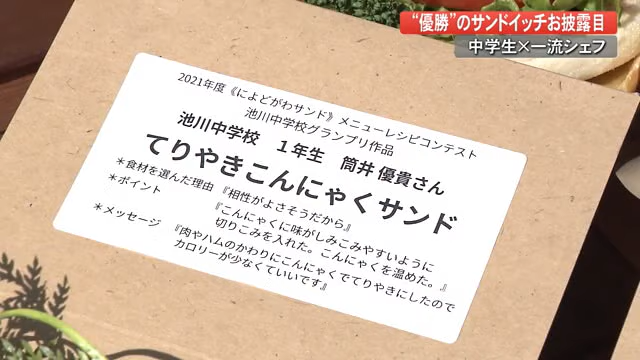 “優勝”のサンドイッチお披露目
中学生×一流シェフ
2021年度《によどがわサンド》メニューレシピコンテスト
池川中学校グランプリ作品
池川中学校 1年生 筒井 優貴さん
てりやきこんにゃくサンド
*食材を選んだ理由 『相性がよさそうだから』
*ポイント 『こんにゃくに味がしみこみやすいように
切りこみを入れた。こんにゃくを温めた。』
*メッセージ 『肉やハムのかわりにこんにゃくでてりやきにしたので
カロリーが少なくていいです』